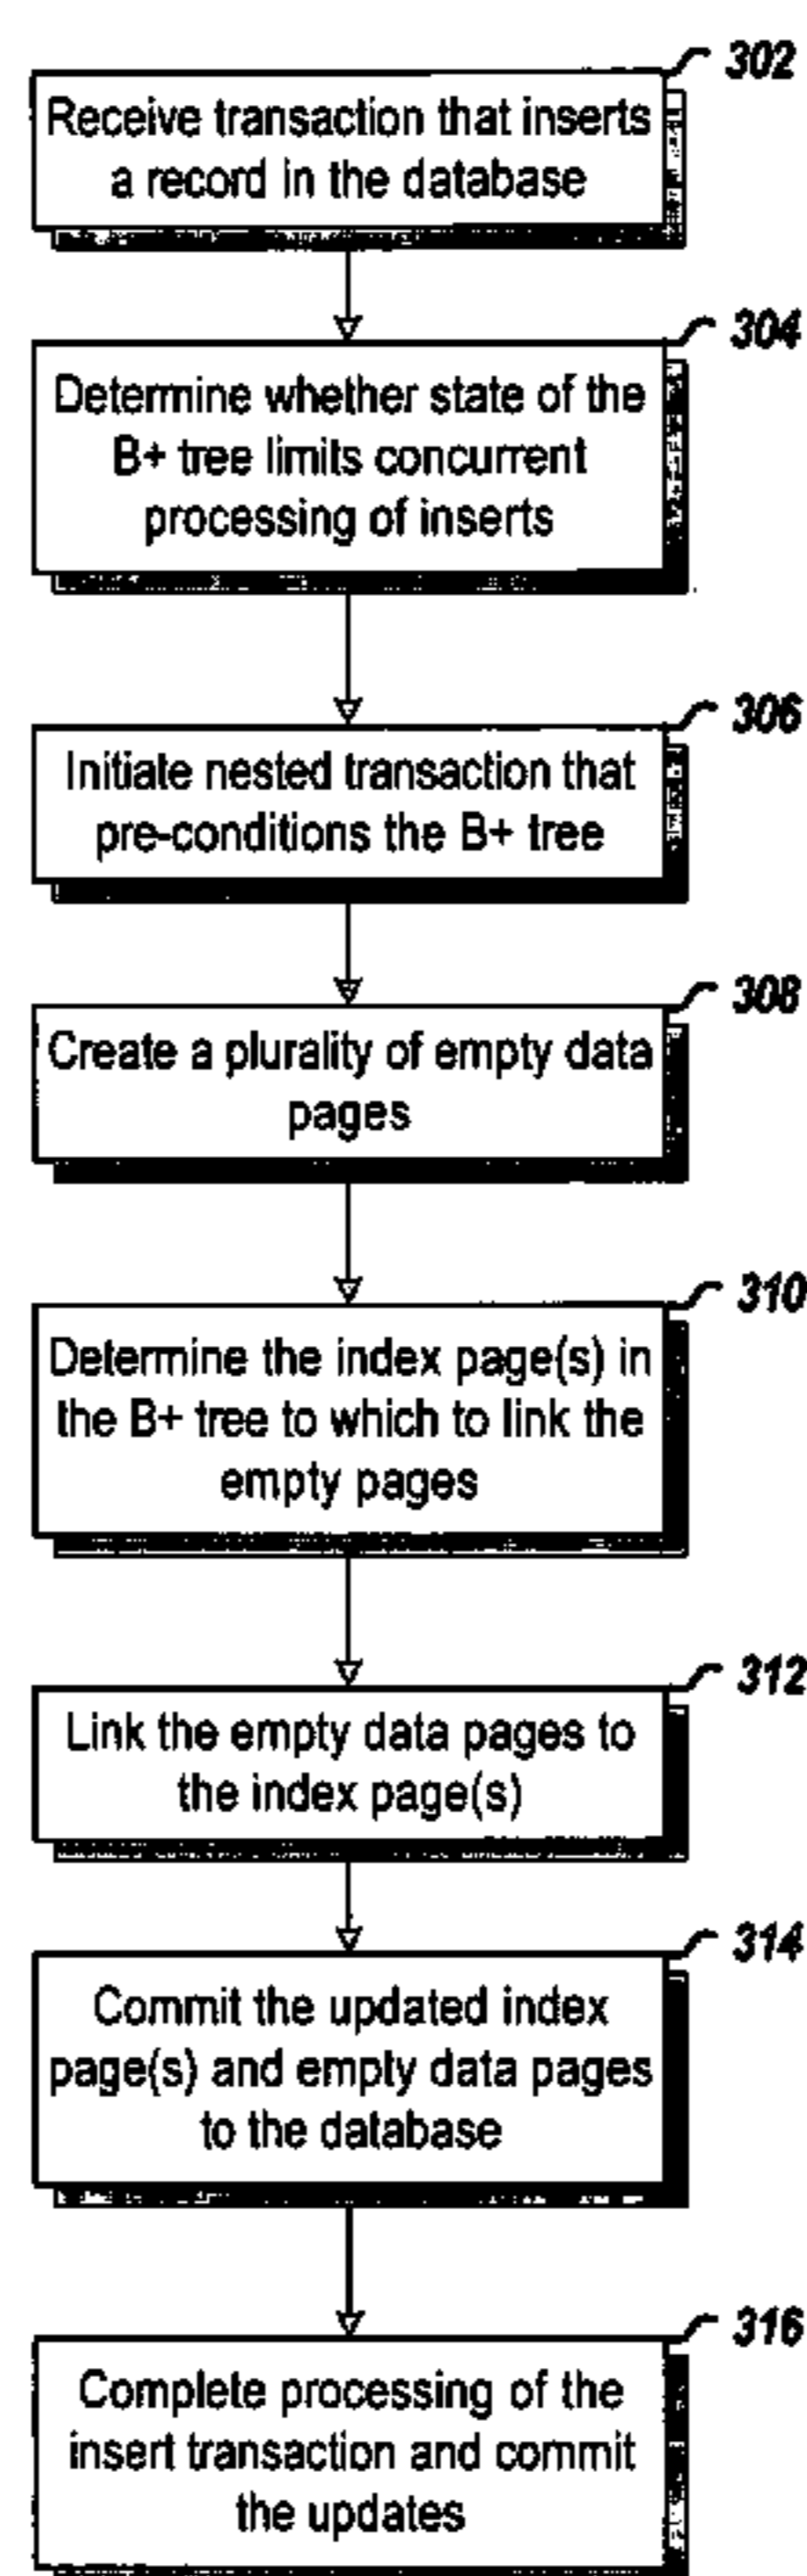 302
Receive transaction that inserts
a record in the database
304
Determine whether state of the
B+ tree limits concurrent
processing of inserts
306
Initiate nested transaction that
pre-conditions the B+ tree
308
Create a plurality of empty data
pages
310
Determine the index page(s) in
the B+ tree to which to link the
empty pages
312
Link the empty data pages to
the index page(s)
314
Commit the updated index
page(s) and empty data pages
to the database
316
Complete processing of the
insert transaction and commit
the updates